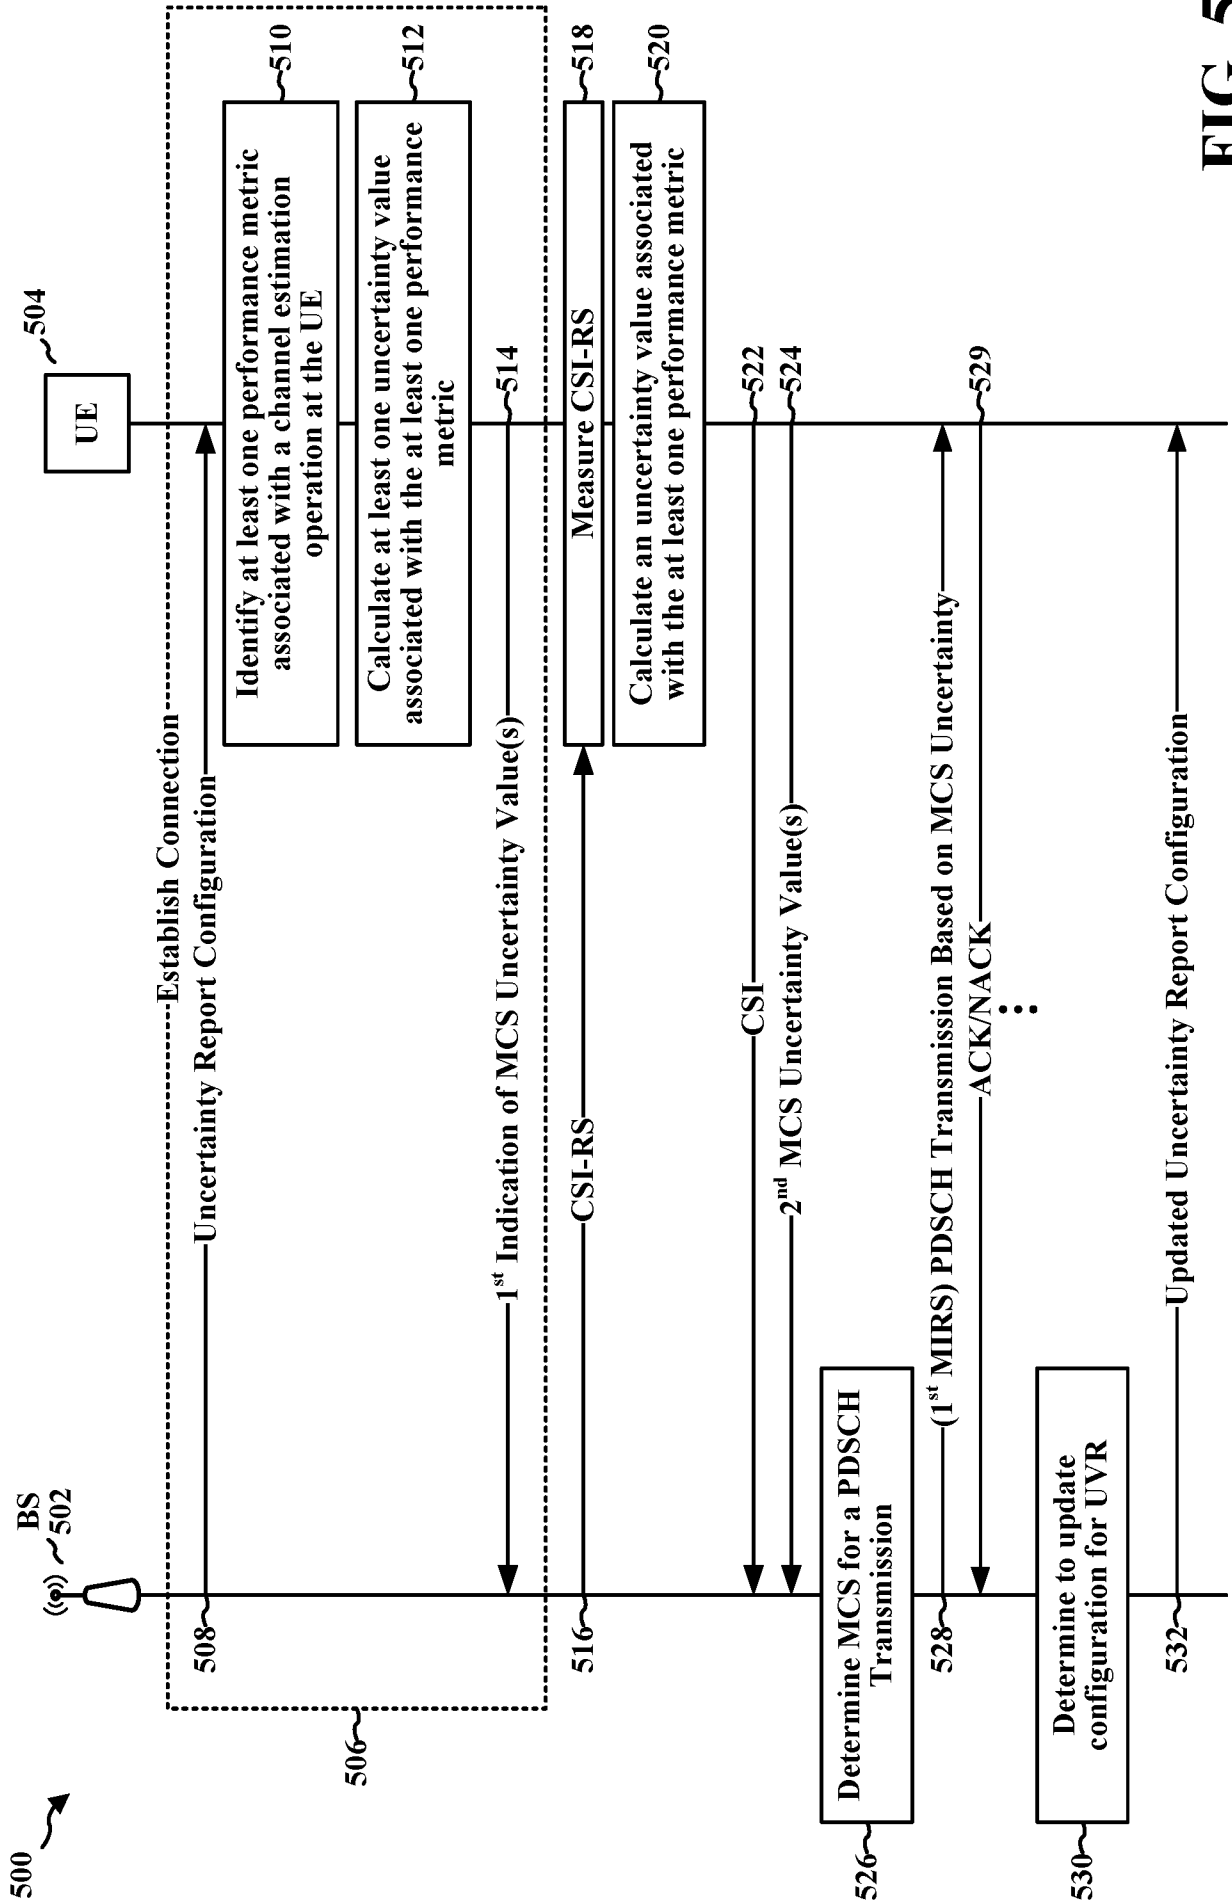 500
BS
502
UE
504
Establish Connection
506
Uncertainty Report Configuration
508
Identify at least one performance metric
associated with a channel estimation
operation at the UE
510
Calculate at least one uncertainty value
associated with the at least one performance
metric
512
1st Indication of MCS Uncertainty Value(s)
514
516
CSI-RS
Measure CSI-RS
518
Calculate an uncertainty value associated
with the at least one performance metric
520
CSI
522
2nd MCS Uncertainty Value(s)
524
Determine MCS for a PDSCH
Transmission
526
528
(1st MIRS) PDSCH Transmission Based on MCS Uncertainty
ACK/NACK
529
Determine to update
configuration for UVR
530
532
Updated Uncertainty Report Configuration
FIG. 5